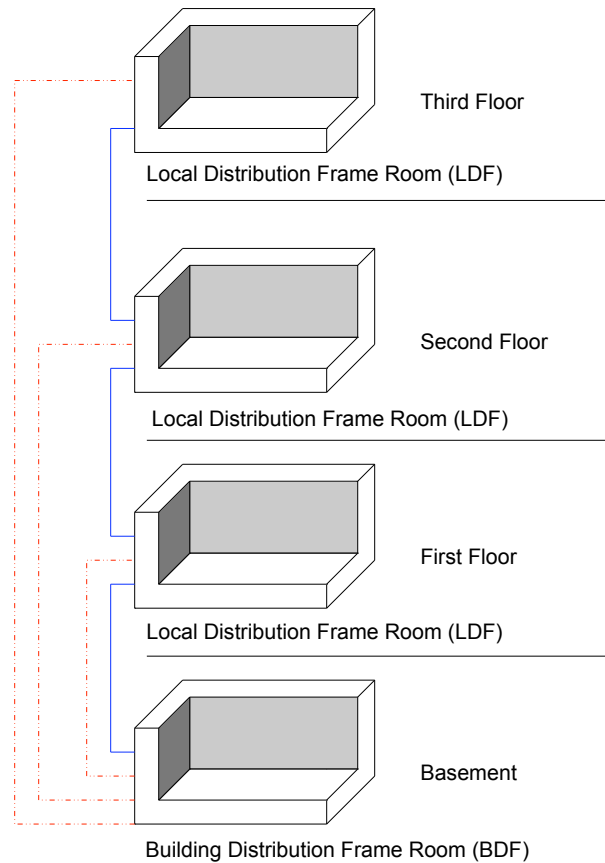 Third Floor
Local Distribution Frame Room (LDF)
Second Floor
Local Distribution Frame Room (LDF)
First Floor
Local Distribution Frame Room (LDF)
Basement
Building Distribution Frame Room (BDF)